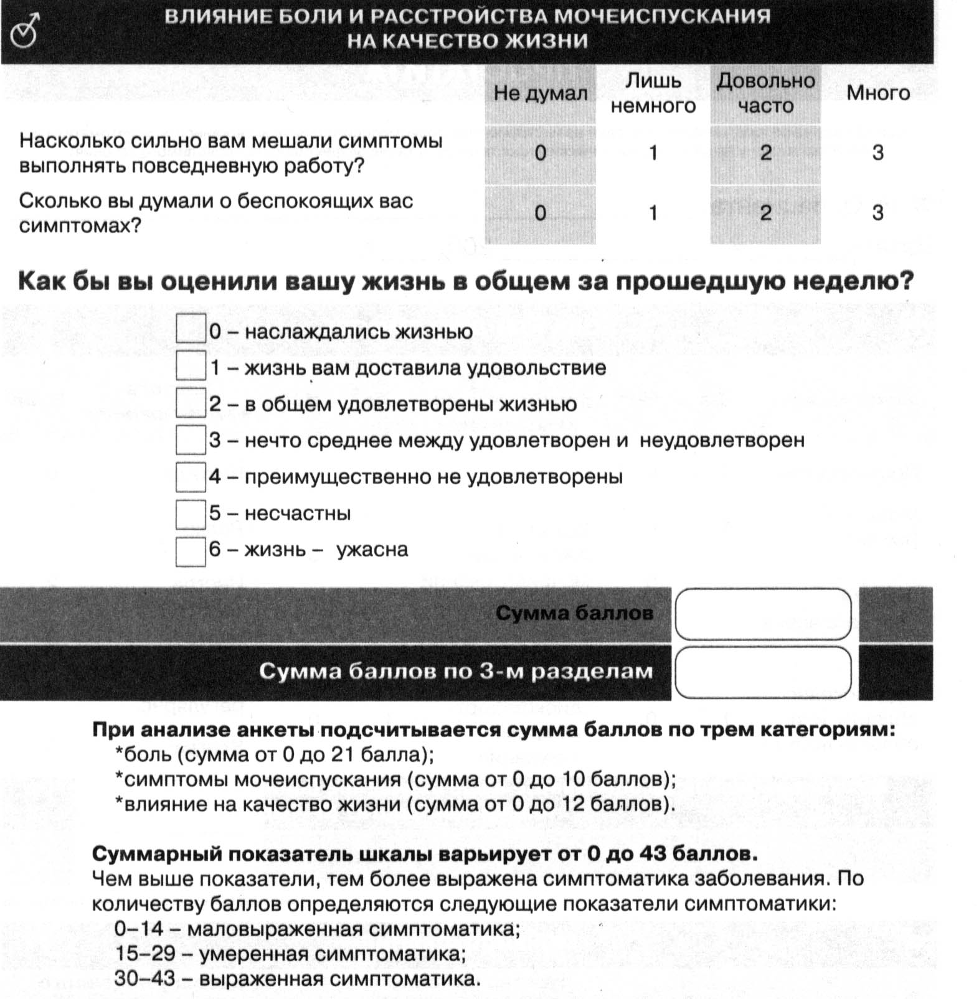 ВЛИЯНИЕ БОЛИ И РАССТРОЙСТВА МОЧЕИСПУСКАНИЯ
НА КАЧЕСТВО ЖИЗНИ
Не думал Лишь немного Довольно часто Много
Насколько сильно вам мешали симптомы
выполнять повседневную работу? 0 1 2 3
Сколько вы думали о беспокоящих вас
симптомах? 0 1 2 3
Как бы вы оценили вашу жизнь в общем за прошедшую неделю?
0 – наслаждались жизнью
1 – жизнь вам доставила удовольствие
2 – в общем удовлетворены жизнью
3 – нечто среднее между удовлетворен и неудовлетворен
4 – преимущественно не удовлетворены
5 – несчастны
6 – жизнь – ужасна
Сумма баллов
Сумма баллов по 3-м разделам
При анализе анкеты подсчитывается сумма баллов по трем категориям:
*боль (сумма от 0 до 21 балла);
*симптомы мочеиспускания (сумма от 0 до 10 баллов);
*влияние на качество жизни (сумма от 0 до 12 баллов).
Суммарный показатель шкалы варьирует от 0 до 43 баллов.
Чем выше показатели, тем более выражена симптоматика заболевания. По
количеству баллов определяются следующие показатели симптоматики:
0–14 – маловыраженная симптоматика;
15–29 – умеренная симптоматика;
30–43 – выраженная симптоматика.